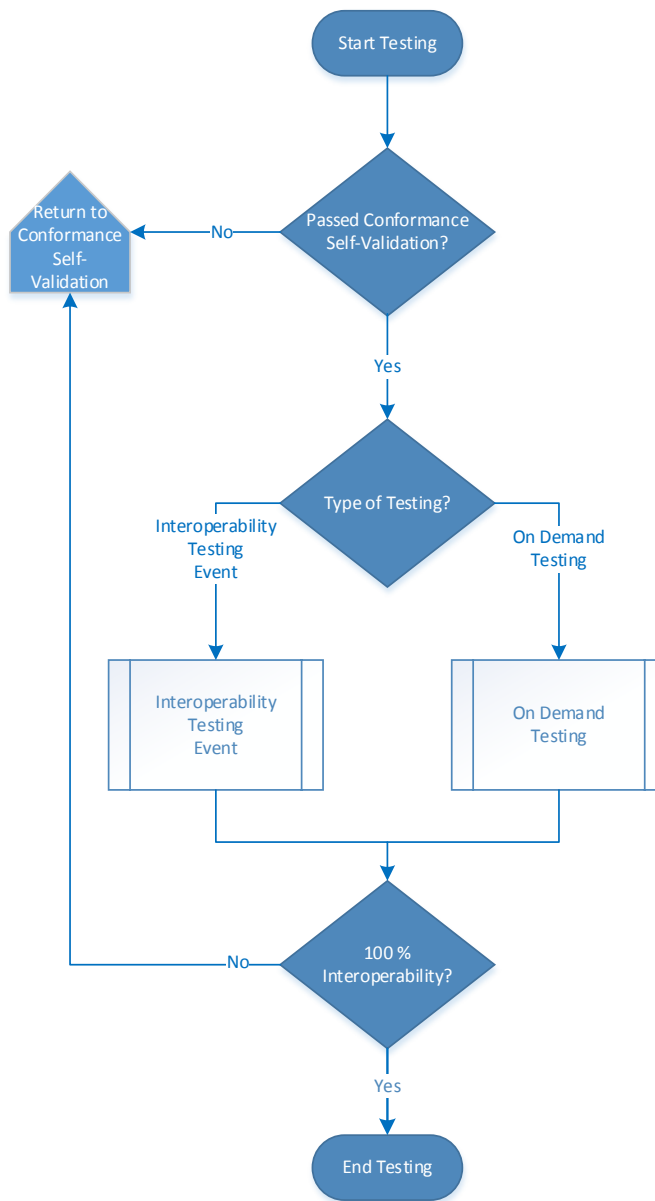 Start Testing
Passed Conformance
Self-Validation?
No
Return to
Conformance
Self-
Validation
Yes
Type of Testing?
Interoperability
Testing
Event
On Demand
Testing
Interoperability
Testing
Event
On Demand
Testing
100 %
Interoperability?
No
Yes
End Testing